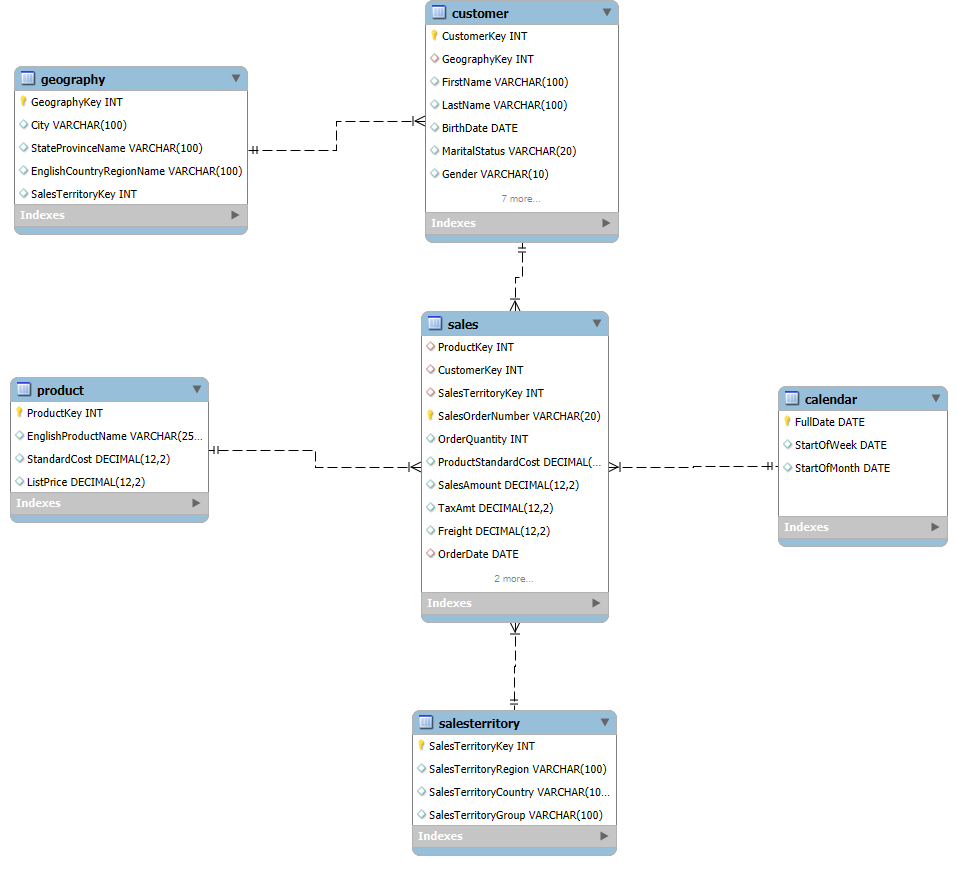 customer
CustomerKey INT
GeographyKey INT
FirstName VARCHAR(100)
LastName VARCHAR(100)
BirthDate DATE
MaritalStatus VARCHAR(20)
Gender VARCHAR(10)
7 more...
Indexes
geography
GeographyKey INT
City VARCHAR(100)
StateProvinceName VARCHAR(100)
EnglishCountryRegionName VARCHAR(100)
SalesTerritoryKey INT
Indexes
sales
ProductKey INT
CustomerKey INT
SalesTerritoryKey INT
SalesOrderNumber VARCHAR(20)
OrderQuantity INT
ProductStandardCost DECIMAL(...
SalesAmount DECIMAL(12,2)
TaxAmt DECIMAL(12,2)
Freight DECIMAL(12,2)
OrderDate DATE
2 more...
Indexes
product
ProductKey INT
EnglishProductName VARCHAR(25...
StandardCost DECIMAL(12,2)
ListPrice DECIMAL(12,2)
Indexes
calendar
FullDate DATE
StartOfWeek DATE
StartOfMonth DATE
Indexes
salesterritory
SalesTerritoryKey INT
SalesTerritoryRegion VARCHAR(100)
SalesTerritoryCountry VARCHAR(10...
SalesTerritoryGroup VARCHAR(100)
Indexes